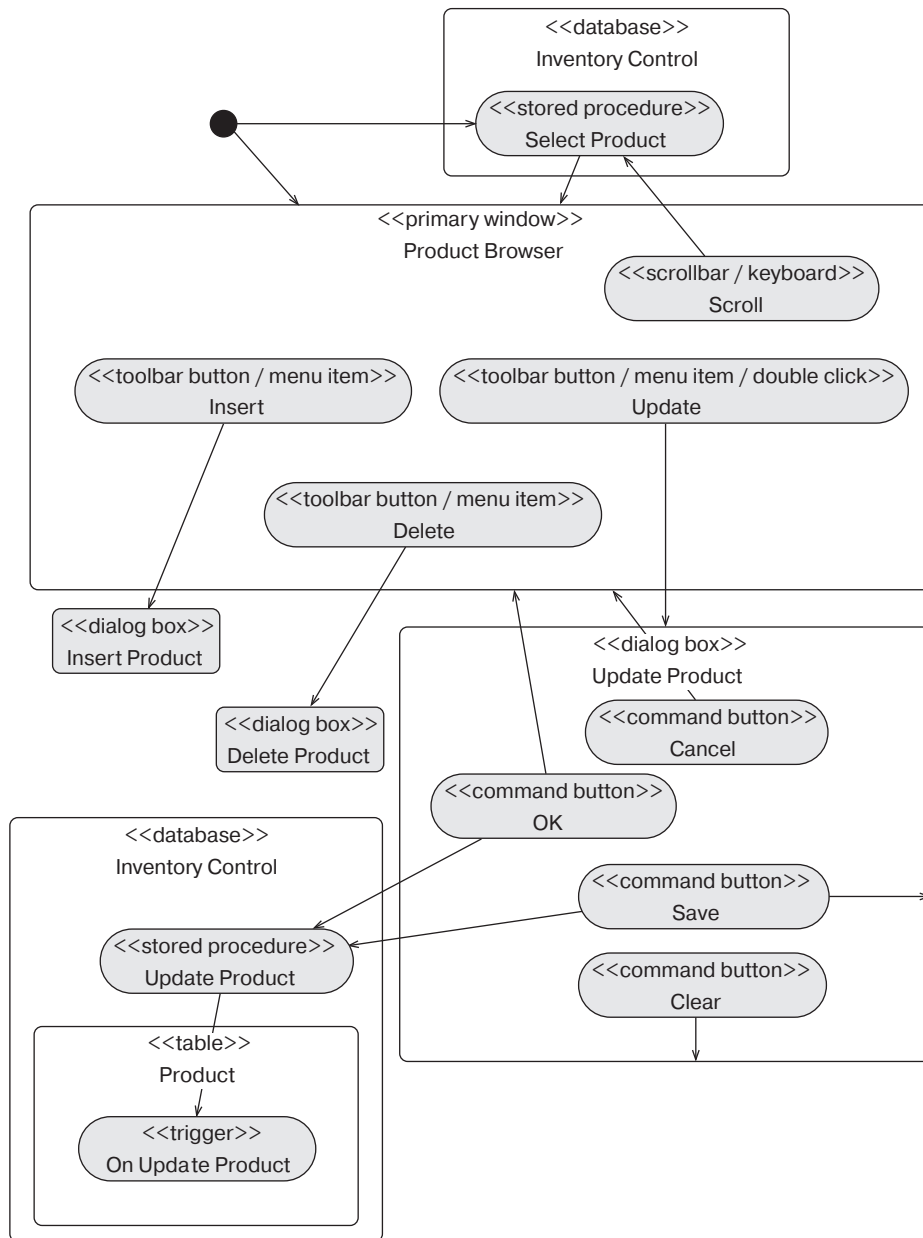 <<database>>
Inventory Control
<<stored procedure>>
Select Product
<<primary window>>
Product Browser
<<scrollbar / keyboard>>
Scroll
<<toolbar button / menu item>>
Insert
<<toolbar button / menu item / double click>>
Update
<<toolbar button / menu item>>
Delete
<<dialog box>>
Insert Product
<<dialog box>>
Delete Product
<<dialog box>>
Update Product
<<command button>>
Cancel
<<command button>>
OK
<<command button>>
Save
<<command button>>
Clear
<<database>>
Inventory Control
<<stored procedure>>
Update Product
<<table>>
Product
<<trigger>>
On Update Product